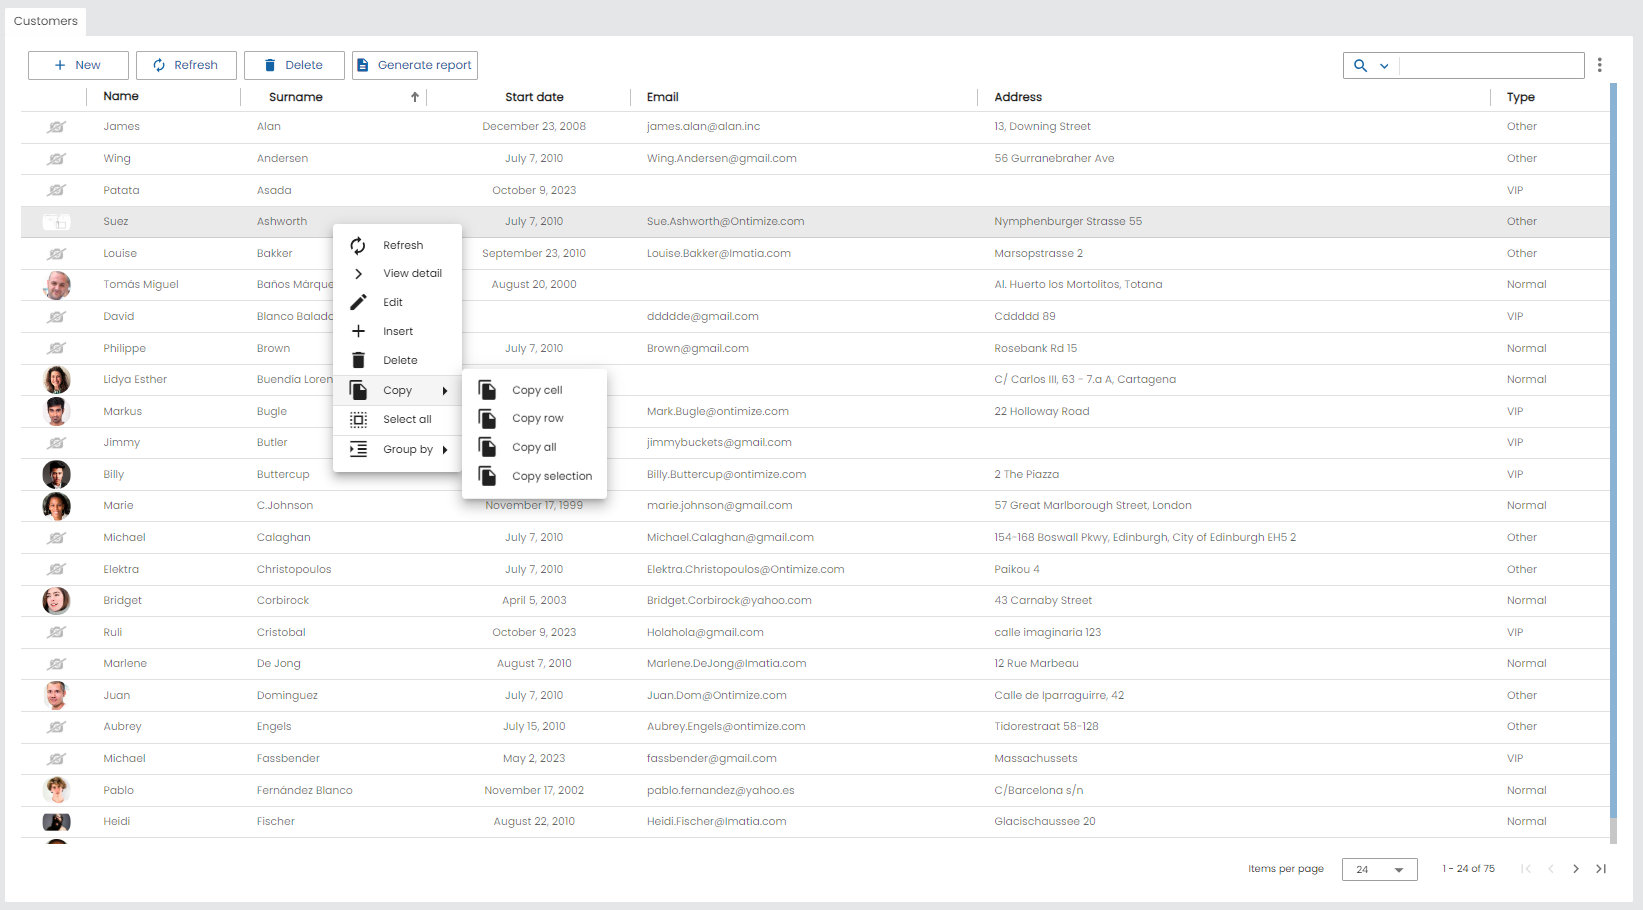 Customers
New Refresh Delete Generate report
Name Surname Start date Email Address Type
James Alan December 23, 2008 james.alan@alan.inc 13, Downing Street Other
Wing Andersen July 7, 2010 Wing.Andersen@gmail.com 56 Gurranebraher Ave Other
Patata Asada October 9, 2023 VIP
Suez Ashworth July 7, 2010 Sue.Ashworth@Ontimize.com Nymphenburger Strasse 55 Other
Refresh
Louise Bakker September 23, 2010 Louise.Bakker@Imatia.com Marsopstrasse 2 Other
View detail
Tomás Miguel Baños Márque August 20, 2000 Al. Huerto los Mortolitos, Totana Normal
Edit
David Blanco Balado ddddde@gmail.com Cddddd 89 VIP
Insert
Philippe Brown July 7, 2010 Brown@gmail.com Rosebank Rd 15 Normal
Delete
Lidya Esther Buendía Loren C/ Carlos III, 63 - 7.a A, Cartagena Normal
Copy Copy cell
Markus Bugle Mark.Bugle@ontimize.com 22 Holloway Road VIP
Select all Copy row
Jimmy Butler jimmybuckets@gmail.com VIP
Group by Copy all
Billy Buttercup Billy.Buttercup@ontimize.com 2 The Piazza VIP
Copy selection
Marie C.Johnson November 17, 1999 marie.johnson@gmail.com 57 Great Marlborough Street, London Normal
Michael Calaghan July 7, 2010 Michael.Calaghan@gmail.com 154-168 Boswall Pkwy, Edinburgh, City of Edinburgh EH5 2 Other
Elektra Christopoulos July 7, 2010 Elektra.Christopoulos@Ontimize.com Paikou 4 Other
Bridget Corbirock April 5, 2003 Bridget.Corbirock@yahoo.com 43 Carnaby Street Normal
Ruli Cristobal October 9, 2023 Holahola@gmail.com calle imaginaria 123 VIP
Marlene De Jong August 7, 2010 Marlene.DeJong@Imatia.com 12 Rue Marbeau Normal
Juan Dominguez July 7, 2010 Juan.Dom@Ontimize.com Calle de Iparraguirre, 42 Other
Aubrey Engels July 15, 2010 Aubrey.Engels@ontimize.com Tidorestraat 58-128 Other
Michael Fassbender May 2, 2023 fassbender@gmail.com Massachussets VIP
Pablo Fernández Blanco November 17, 2002 pablo.fernandez@yahoo.es C/Barcelona s/n Normal
Heidi Fischer August 22, 2010 Heidi.Fischer@Imatia.com Glacischaussee 20 Normal
Items per page 24 1 - 24 of 75